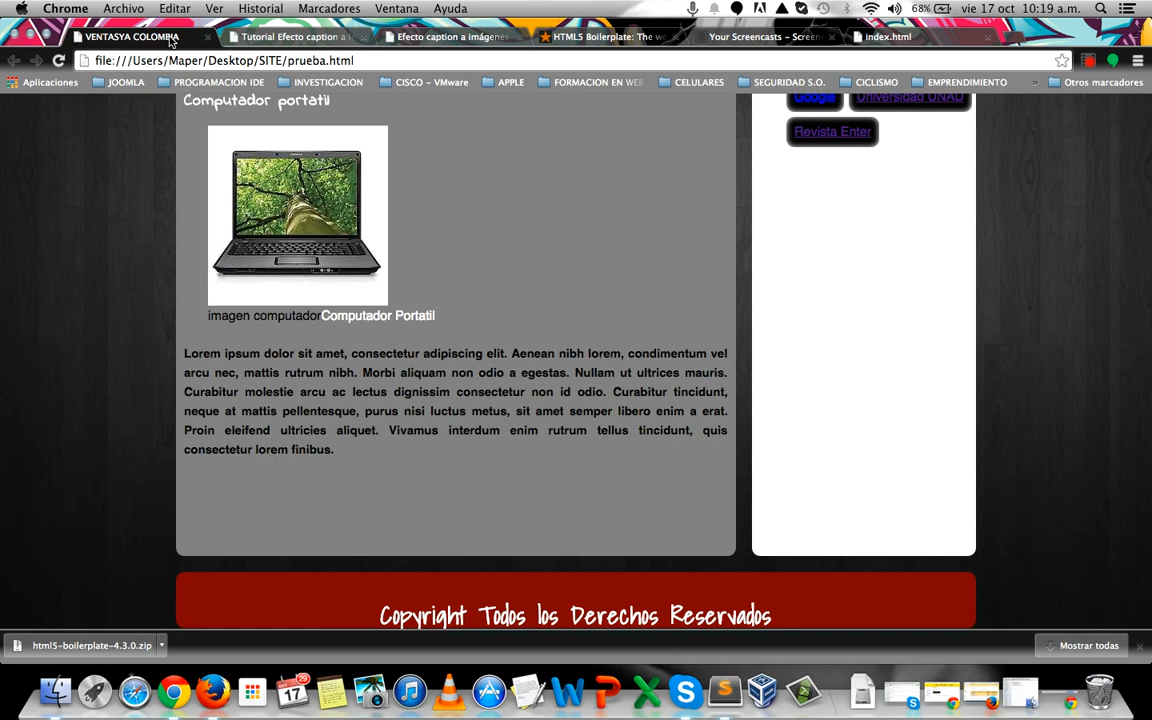 Chrome Archivo Editar Ver Historial Marcadores Ventana Ayuda 68% vie 17 oct 10:19 a.m.
VENTASYA COLOMBIA Tutorial Efecto caption a Efecto caption a imágenes HTML5 Boilerplate: The w Your Screencasts – Screen index.html
file:///Users/Maper/Desktop/SITE/prueba.html
Aplicaciones JOOMLA PROGRAMACION IDE INVESTIGACION CISCO – VMware APPLE FORMACION EN WEB CELULARES SEGURIDAD S.O. CICLISMO EMPRENDIMIENTO » Otros marcadores
Computador portatil
Google Universidad UNAD
Revista Enter
imagen computadorComputador Portatil
Lorem ipsum dolor sit amet, consectetur adipiscing elit. Aenean nibh lorem, condimentum vel
arcu nec, mattis rutrum nibh. Morbi aliquam non odio a egestas. Nullam ut ultrices mauris.
Curabitur molestie arcu ac lectus dignissim consectetur non id odio. Curabitur tincidunt,
neque at mattis pellentesque, purus nisi luctus metus, sit amet semper libero enim a erat.
Proin eleifend ultricies aliquet. Vivamus interdum enim rutrum tellus tincidunt, quis
consectetur lorem finibus.
Copyright Todos los Derechos Reservados
html5-boilerplate-4.3.0.zip Mostrar todas
17 29